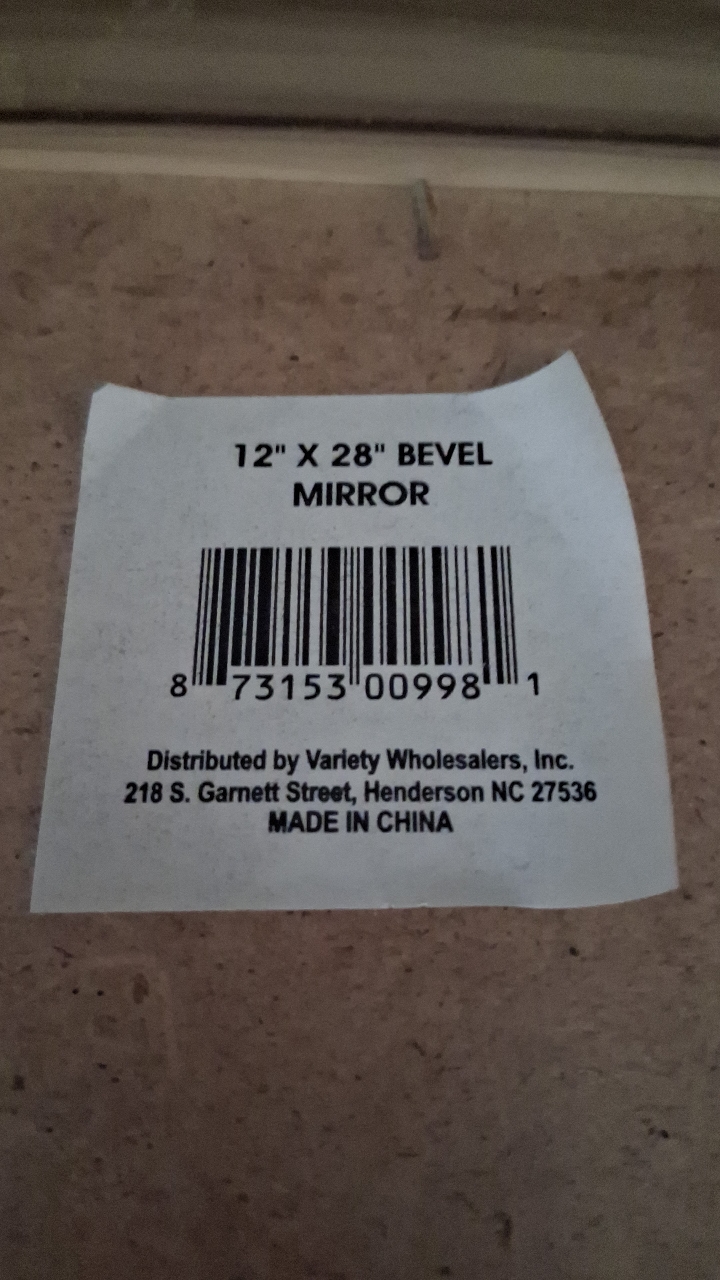 12" X 28" BEVEL
MIRROR
8 73153 00998 1
Distributed by Variety Wholesalers, Inc.
218 S. Garnett Street, Henderson NC 27536
MADE IN CHINA